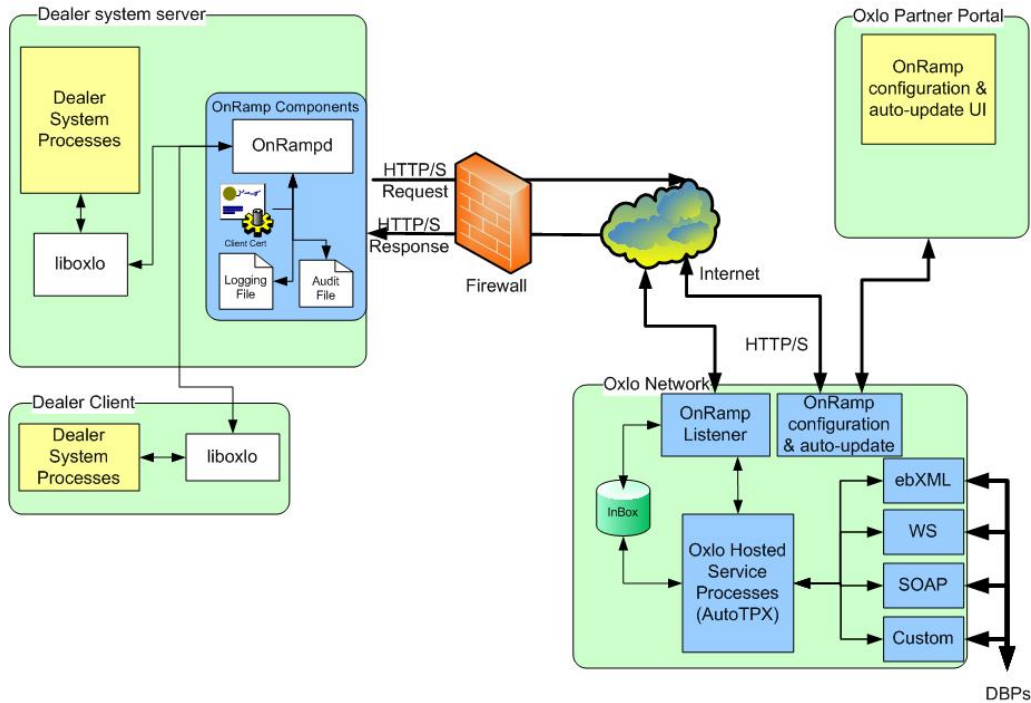 Dealer system server
Dealer
System
Processes
liboxlo
OnRamp Components
OnRampd
Client Cert
Logging
File
Audit
File
HTTP/S
Request
HTTP/S
Response
Firewall
Internet
Oxlo Partner Portal
OnRamp
configuration &
auto-update UI
HTTP/S
Dealer Client
Dealer
System
Processes
liboxlo
Oxlo Network
OnRamp
Listener
OnRamp
configuration
& auto-update
InBox
Oxlo Hosted
Service
Processes
(AutoTPX)
ebXML
WS
SOAP
Custom
DBPs